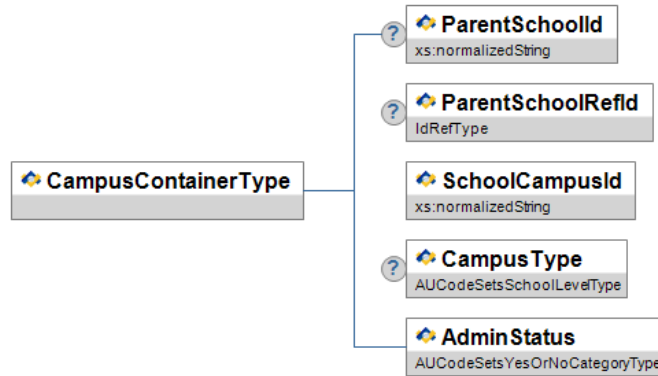 ?
ParentSchoolId
xs:normalizedString
?
ParentSchoolRefId
IdRefType
CampusContainerType
SchoolCampusId
xs:normalizedString
?
CampusType
AUCodeSetsSchoolLevelType
AdminStatus
AUCodeSetsYesOrNoCategoryType